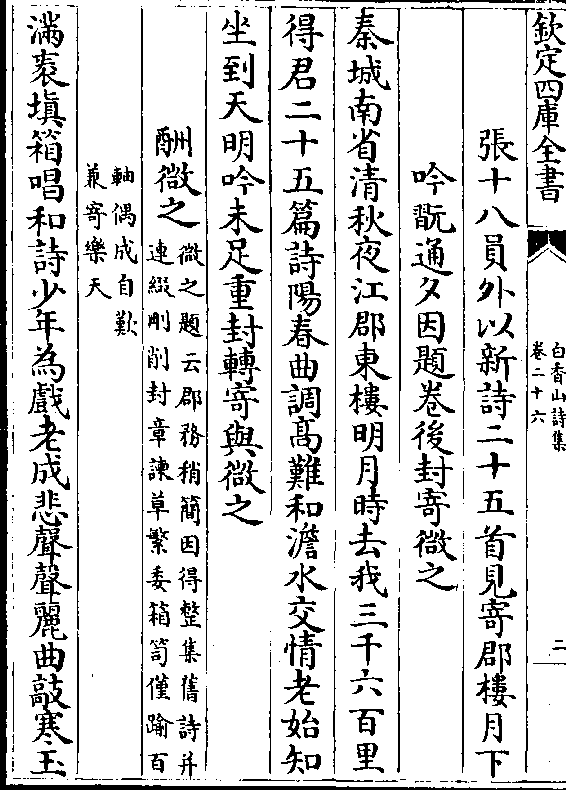 欽定四庫全書
白香山詩集
卷二十六
二
張十八員外以新詩二十五首見寄郡樓月下
吟翫通夕因題卷後封寄微之
秦城南省清秋夜江郡東樓明月時去我三千六百里
得君二十五篇詩陽春曲調高難和澹水交情老始知
坐到天明吟未足重封轉寄與微之
酬微之
微之題云郡務稍簡因得整集舊詩并
連綴刪削封章諫草繁委箱笥僅踰百
軸偶成自歎
兼寄樂天
滿袠填箱唱和詩少年為戲老成悲聲聲麗曲敲寒玉